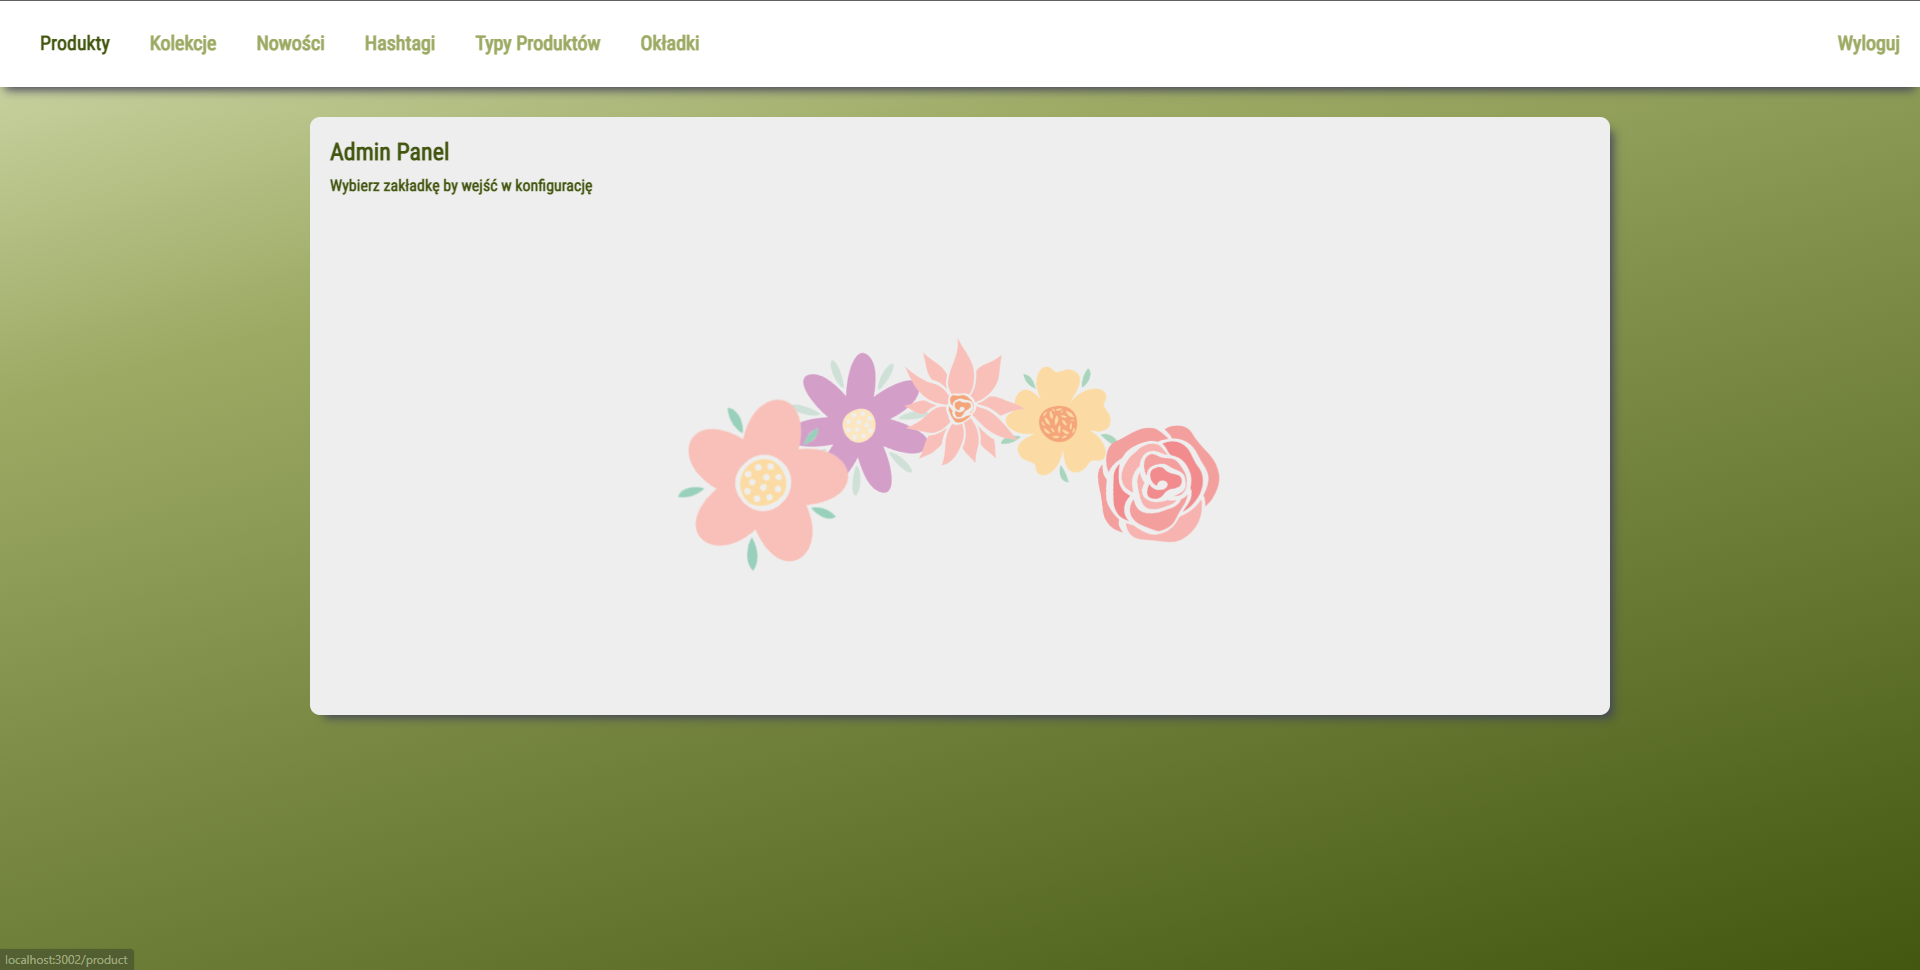 Produkty Kolekcje Nowości Hashtagi Typy Produktów Okładki Wyloguj
Admin Panel
Wybierz zakładkę by wejść w konfigurację
localhost:3002/product